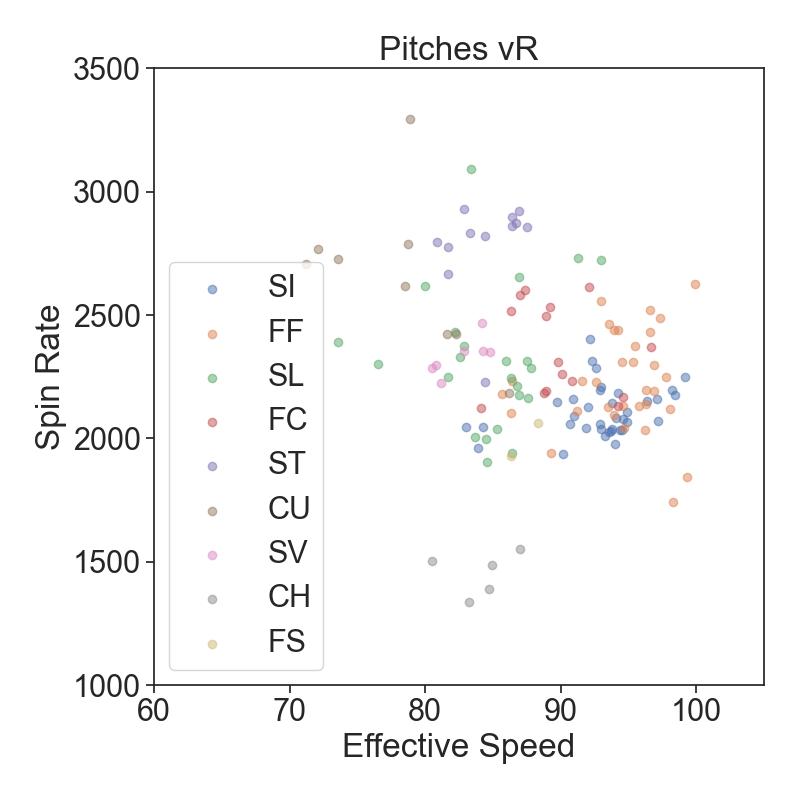 Pitches vR
Spin Rate
3500
3000
2500
2000
1500
1000
SI
FF
SL
FC
ST
CU
SV
CH
FS
60 70 80 90 100
Effective Speed